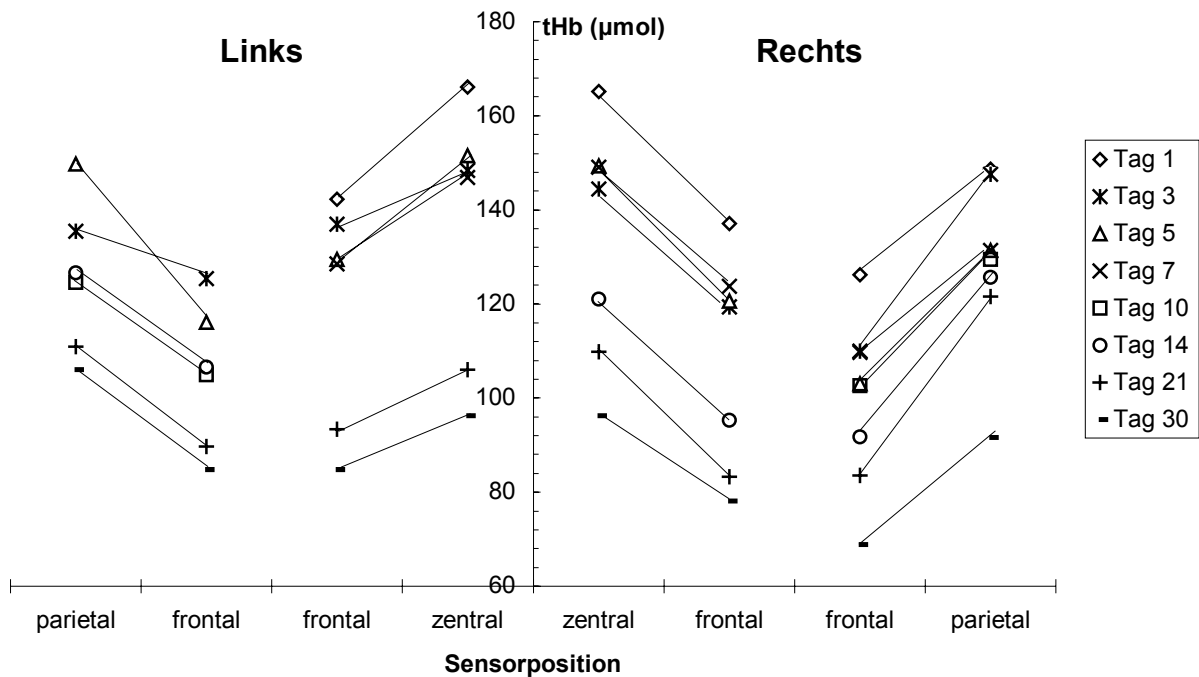 tHb (µmol)
Links
Rechts
180
160
140
120
100
80
60
parietal frontal frontal zentral zentral frontal frontal parietal
Sensorposition
Tag 1
Tag 3
Tag 5
Tag 7
Tag 10
Tag 14
Tag 21
Tag 30